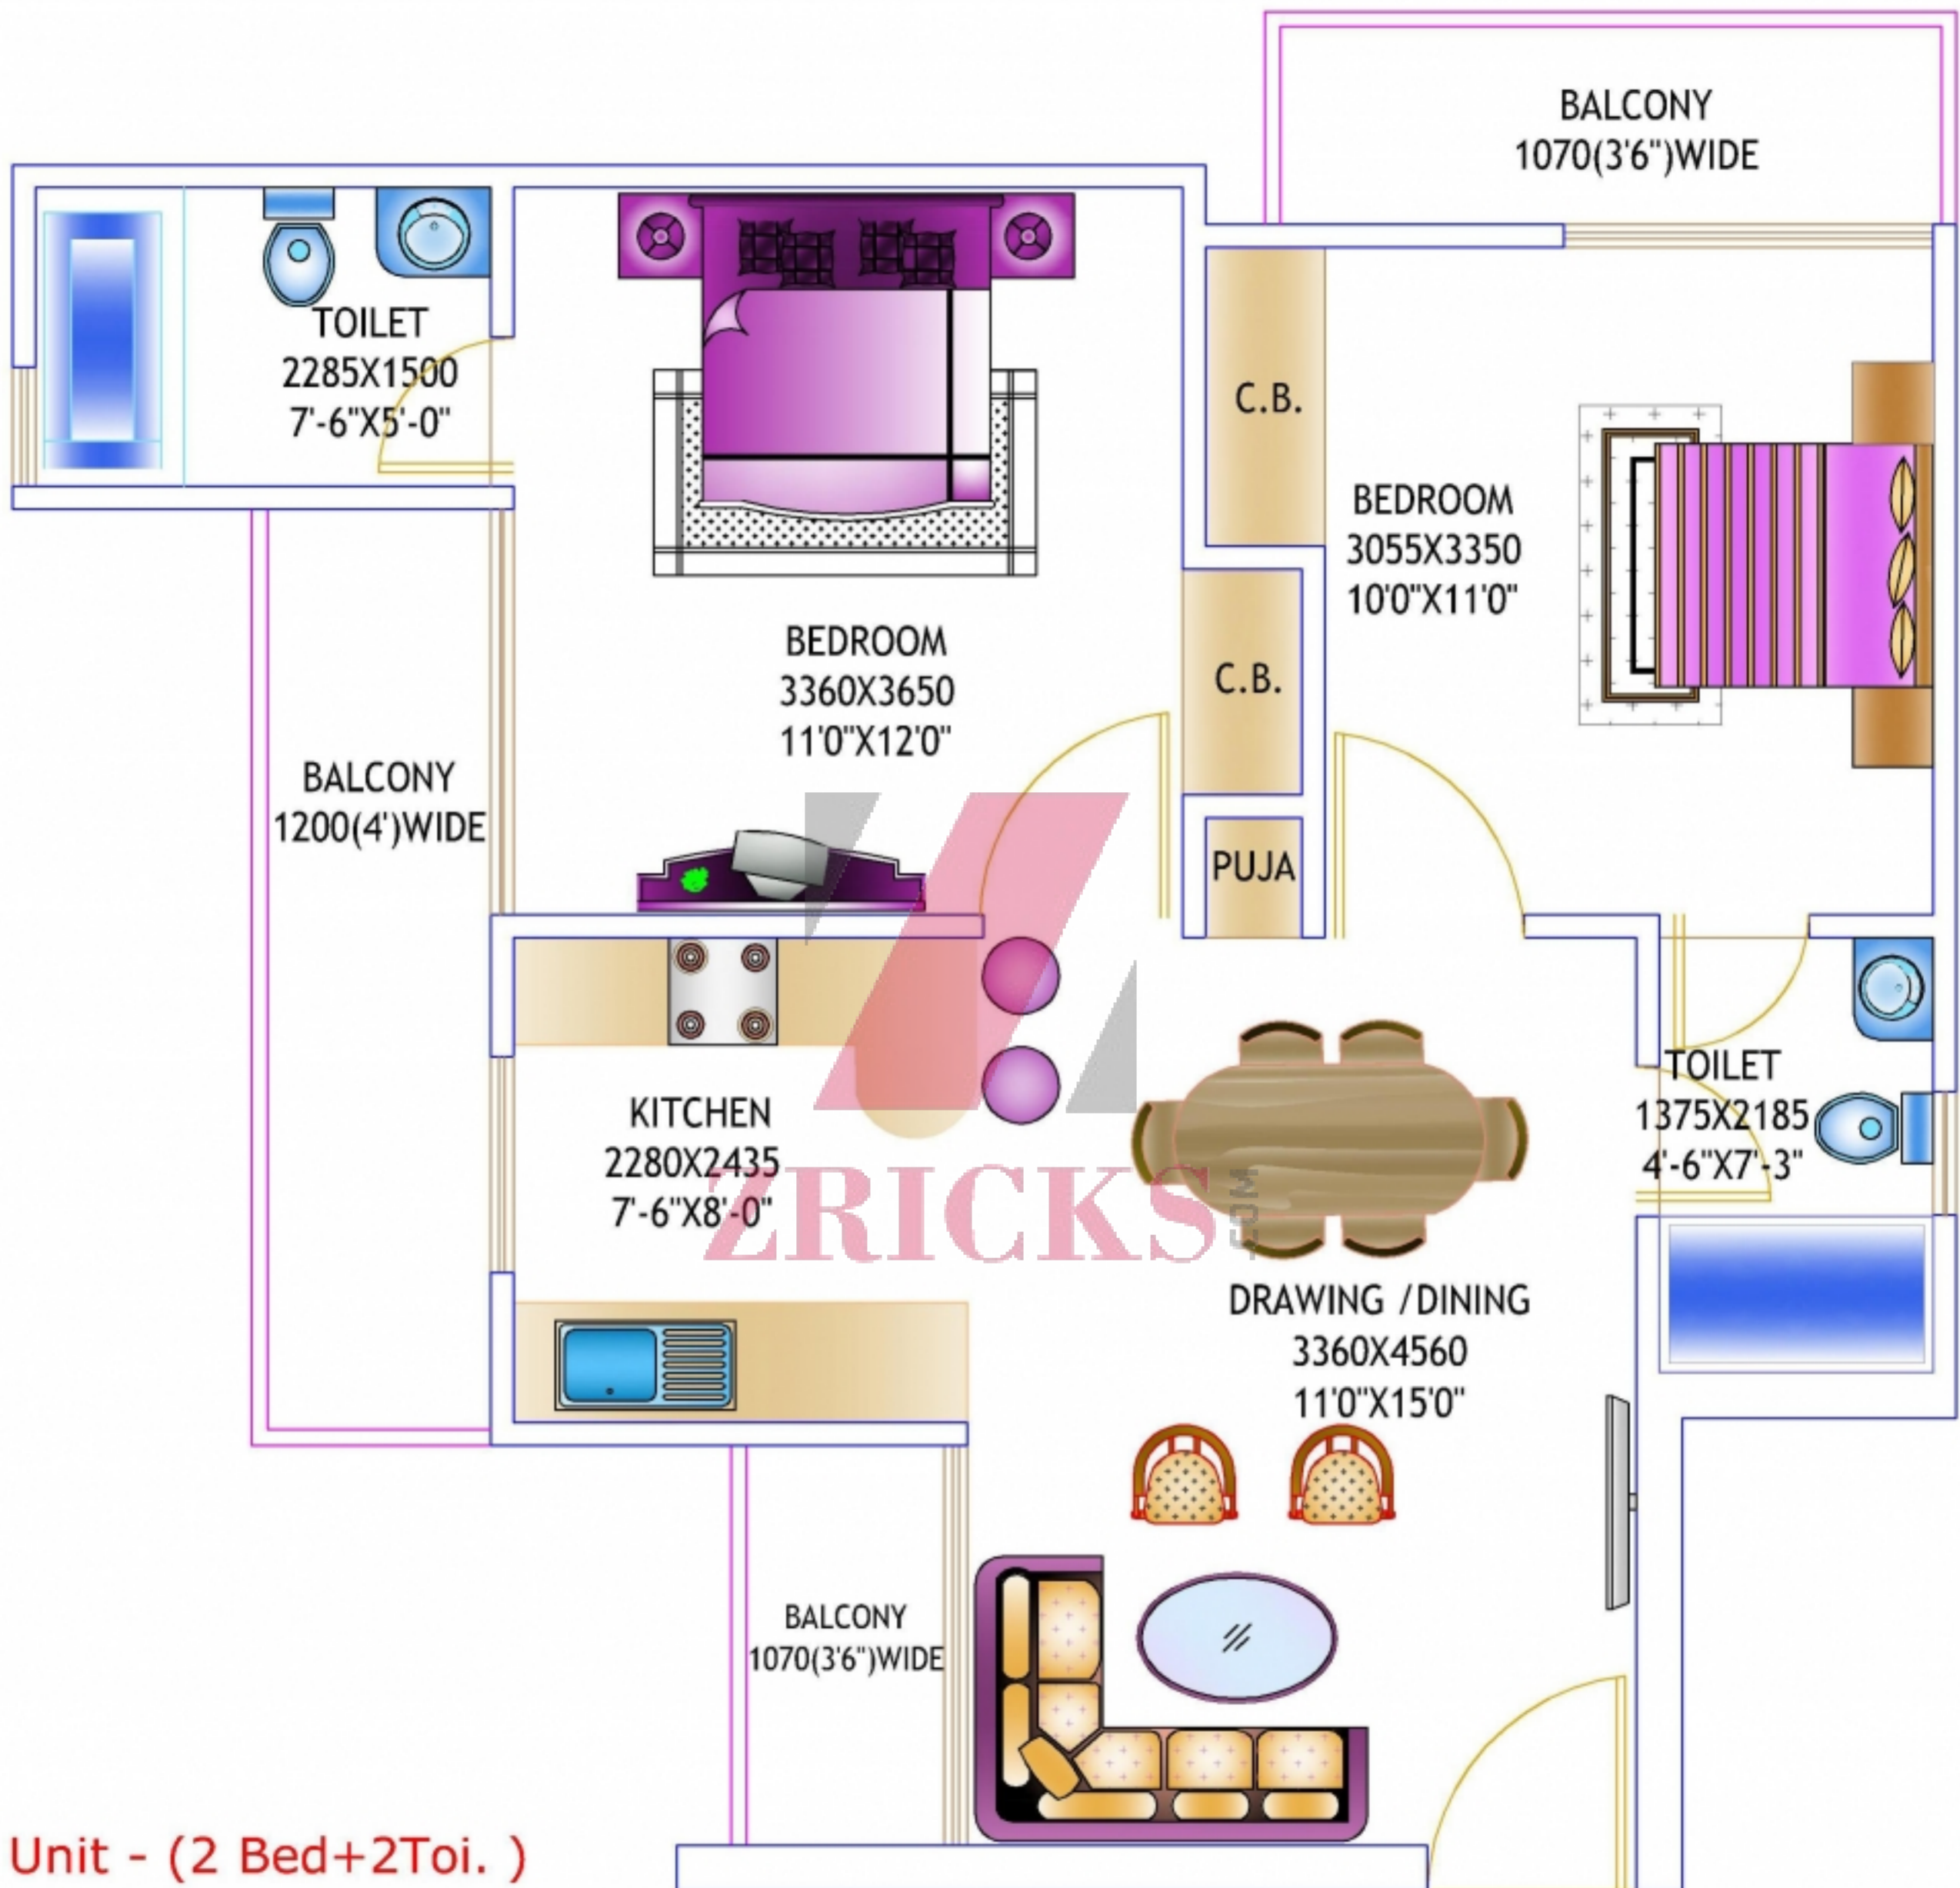 BALCONY
1070(3'6")WIDE
TOILET
2285X1500
7'-6"X5'-0"
C.B.
BEDROOM
3055X3350
10'0"X11'0"
BEDROOM
3360X3650
11'0"X12'0"
C.B.
BALCONY
1200(4')WIDE
PUJA
KITCHEN
2280X2435
7'-6"X8'-0"
TOILET
1375X2185
4'-6"X7'-3"
ZRICKS
.COM
DRAWING /DINING
3360X4560
11'0"X15'0"
BALCONY
1070(3'6")WIDE
Unit - (2 Bed+2Toi. )